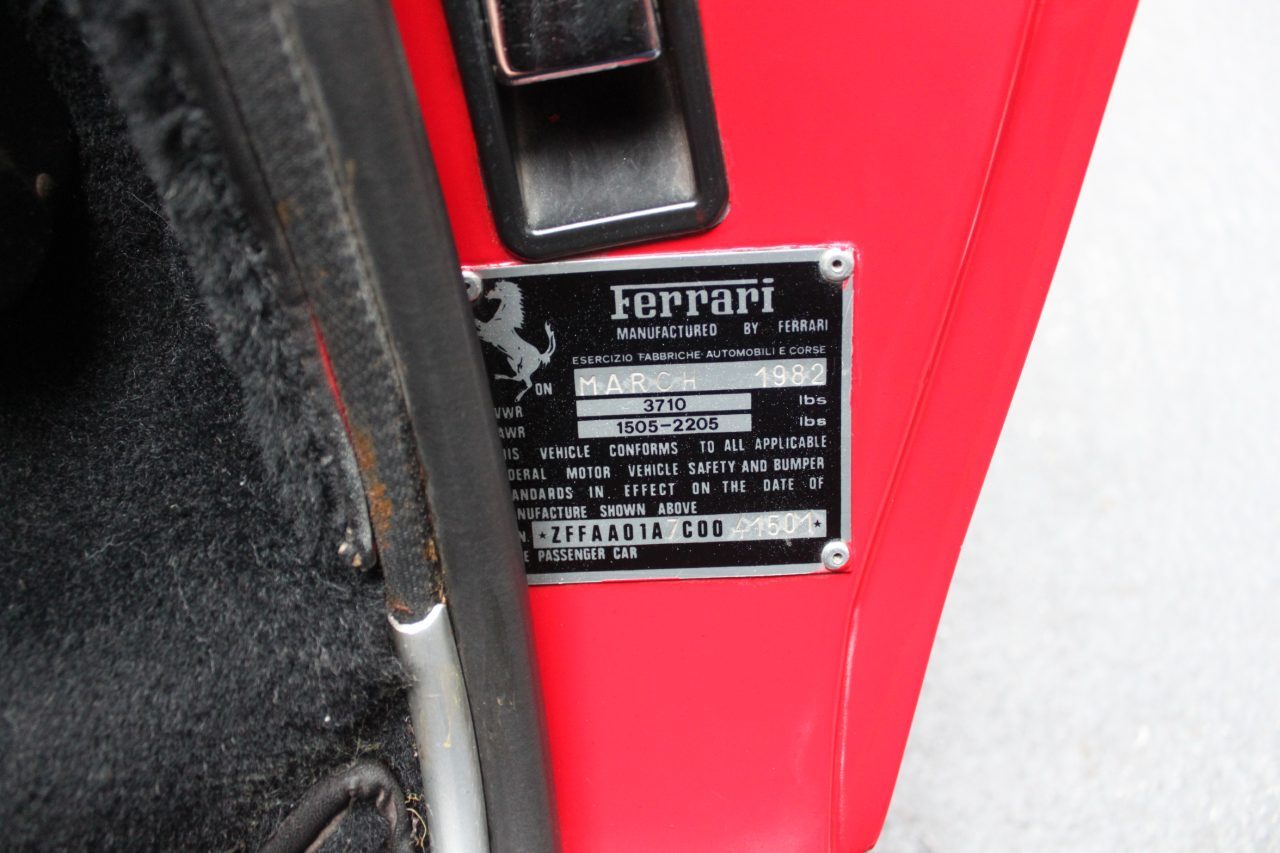 Ferrari
MANUFACTURED BY FERRARI
ESERCIZIO FABBRICHE AUTOMOBILI E CORSE
ON MARCH 1982
VWR 3710 lbs
AWR 1505-2205 lbs
IS VEHICLE CONFORMS TO ALL APPLICABLE
DERAL MOTOR VEHICLE SAFETY AND BUMPER
ANDARDS IN EFFECT ON THE DATE OF
NUFACTURE SHOWN ABOVE
N. *ZFFAA01A7C0041501*
E PASSENGER CAR